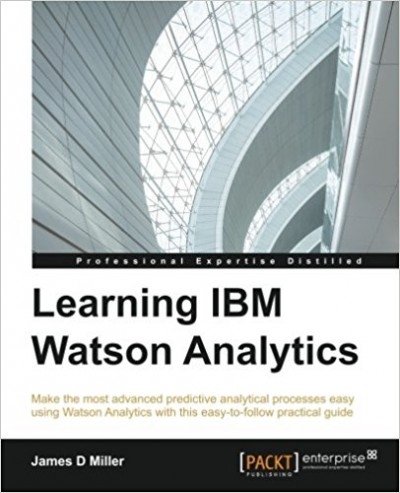 Professional Expertise Distilled
Learning IBM
Watson Analytics
Make the most advanced predictive analytical processes easy
using Watson Analytics with this easy-to-follow practical guide
James D Miller
[PACKT] enterprise
PUBLISHING
professional expertise distilled